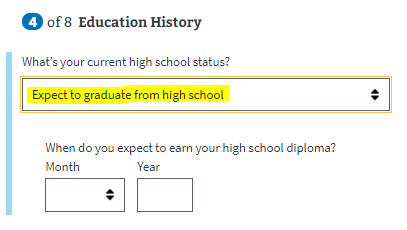 4 of 8 Education History
What's your current high school status?
Expect to graduate from high school
When do you expect to earn your high school diploma?
Month Year